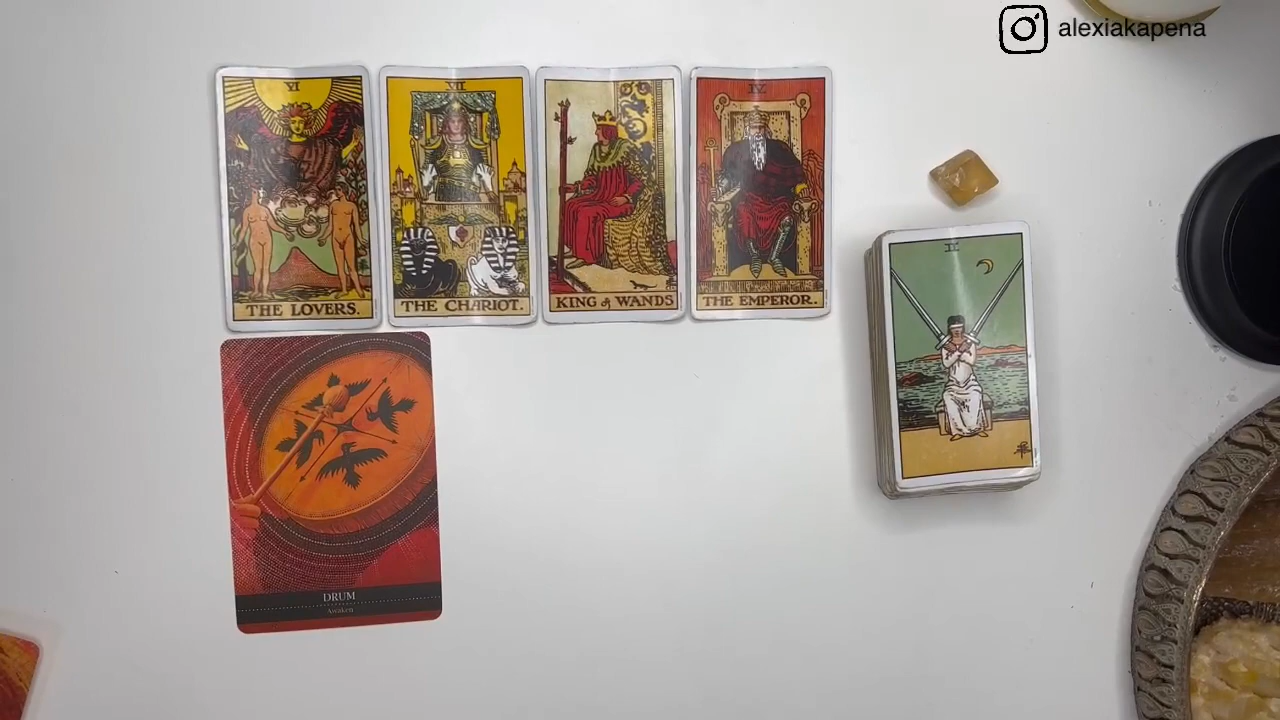 alexiakapena
VI
THE LOVERS.
VII
THE CHARIOT.
KING of WANDS
IV
THE EMPEROR.
II
DRUM
Awaken